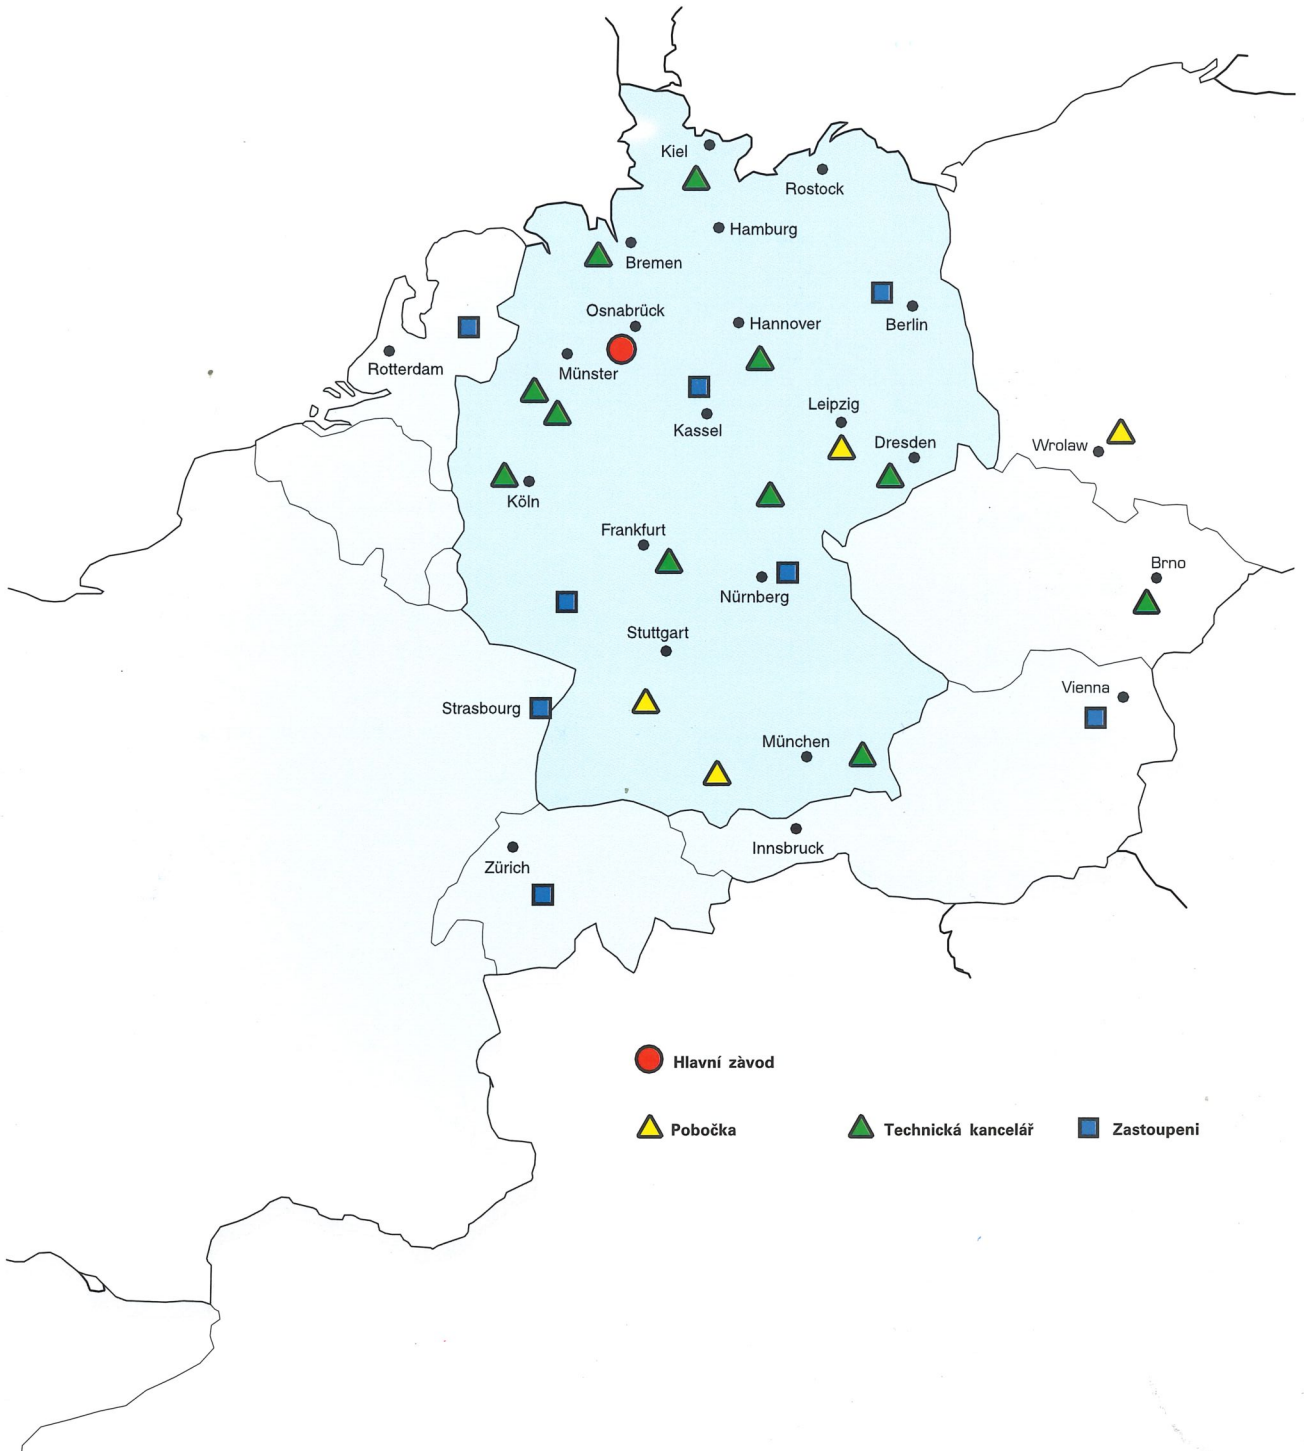 Kiel
Rostock
Hamburg
Bremen
Osnabrück
Hannover
Berlin
Rotterdam
Münster
Kassel
Leipzig
Dresden
Wrolaw
Köln
Frankfurt
Brno
Nürnberg
Stuttgart
Vienna
Strasbourg
München
Innsbruck
Zürich
Hlavní zàvod
Pobočka
Technická kancelář
Zastoupeni